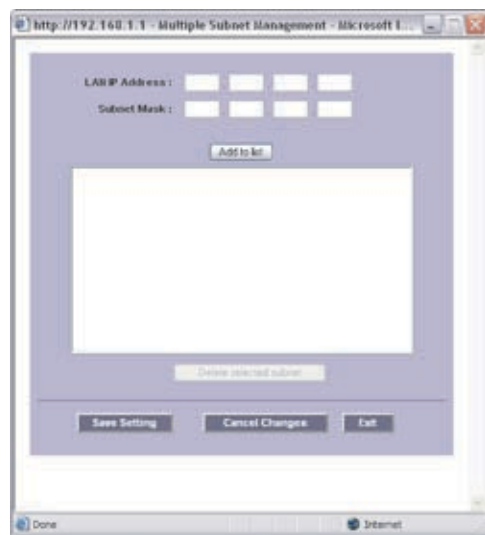 http://192.168.1.1 - Multiple Subnet Management - Microsoft I...
LAN IP Address :
Subnet Mask :
Add to list
Delete selected subnet
Save Setting
Cancel Changes
Exit
Done
Internet